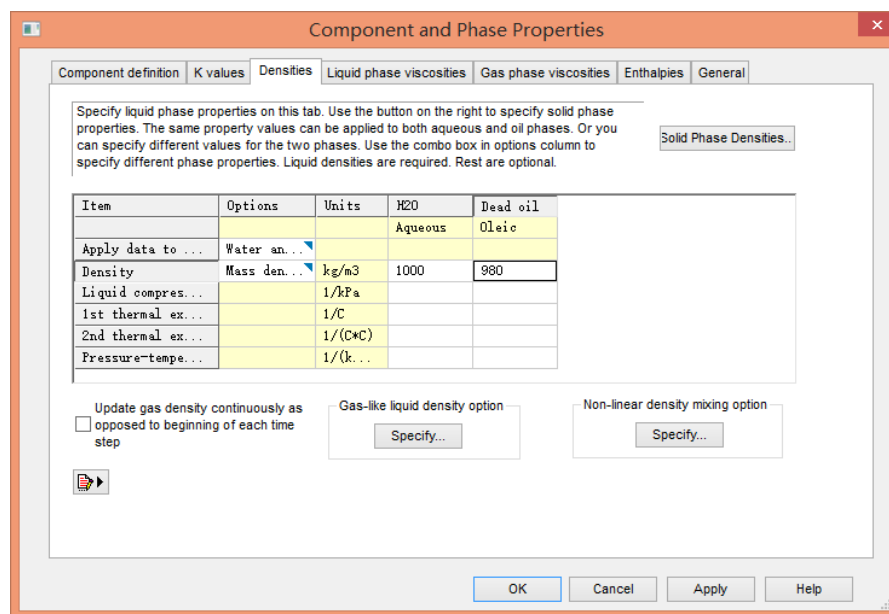 Component and Phase Properties
Component definition K values Densities Liquid phase viscosities Gas phase viscosities Enthalpies General
Specify liquid phase properties on this tab. Use the button on the right to specify solid phase
properties. The same property values can be applied to both aqueous and oil phases. Or you
can specify different values for the two phases. Use the combo box in options column to
specify different phase properties. Liquid densities are required. Rest are optional.
Solid Phase Densities..
Item Options Units H2O Dead oil
Aqueous Oleic
Apply data to ... Water an...
Density Mass den... kg/m3 1000 980
Liquid compres... 1/kPa
1st thermal ex... 1/C
2nd thermal ex... 1/(C*C)
Pressure-tempe... 1/(k...
Update gas density continuously as
opposed to beginning of each time
step
Gas-like liquid density option
Specify...
Non-linear density mixing option
Specify...
OK Cancel Apply Help